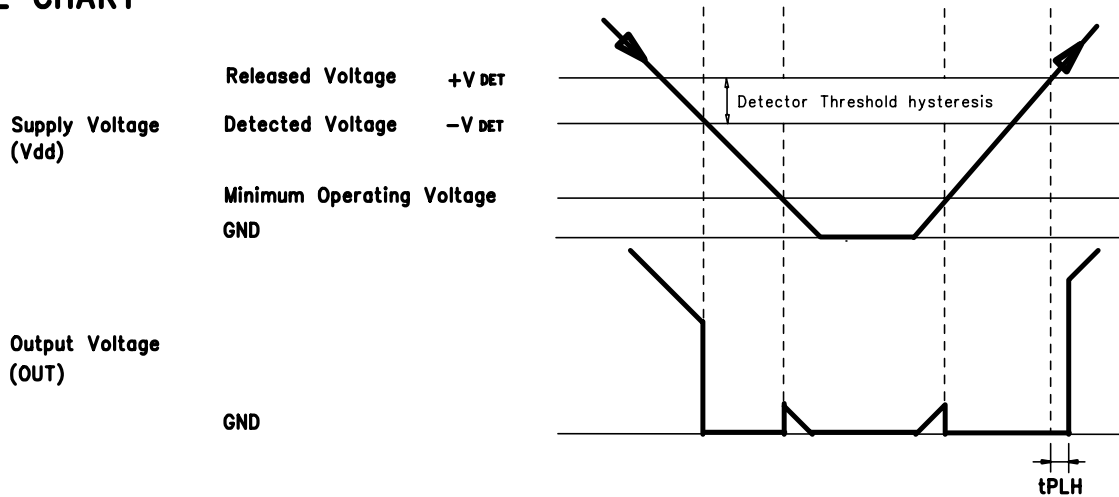 CHART
Released Voltage +V DET
Detector Threshold hysteresis
Supply Voltage
(Vdd)
Detected Voltage -V DET
Minimum Operating Voltage
GND
Output Voltage
(OUT)
GND
tPLH